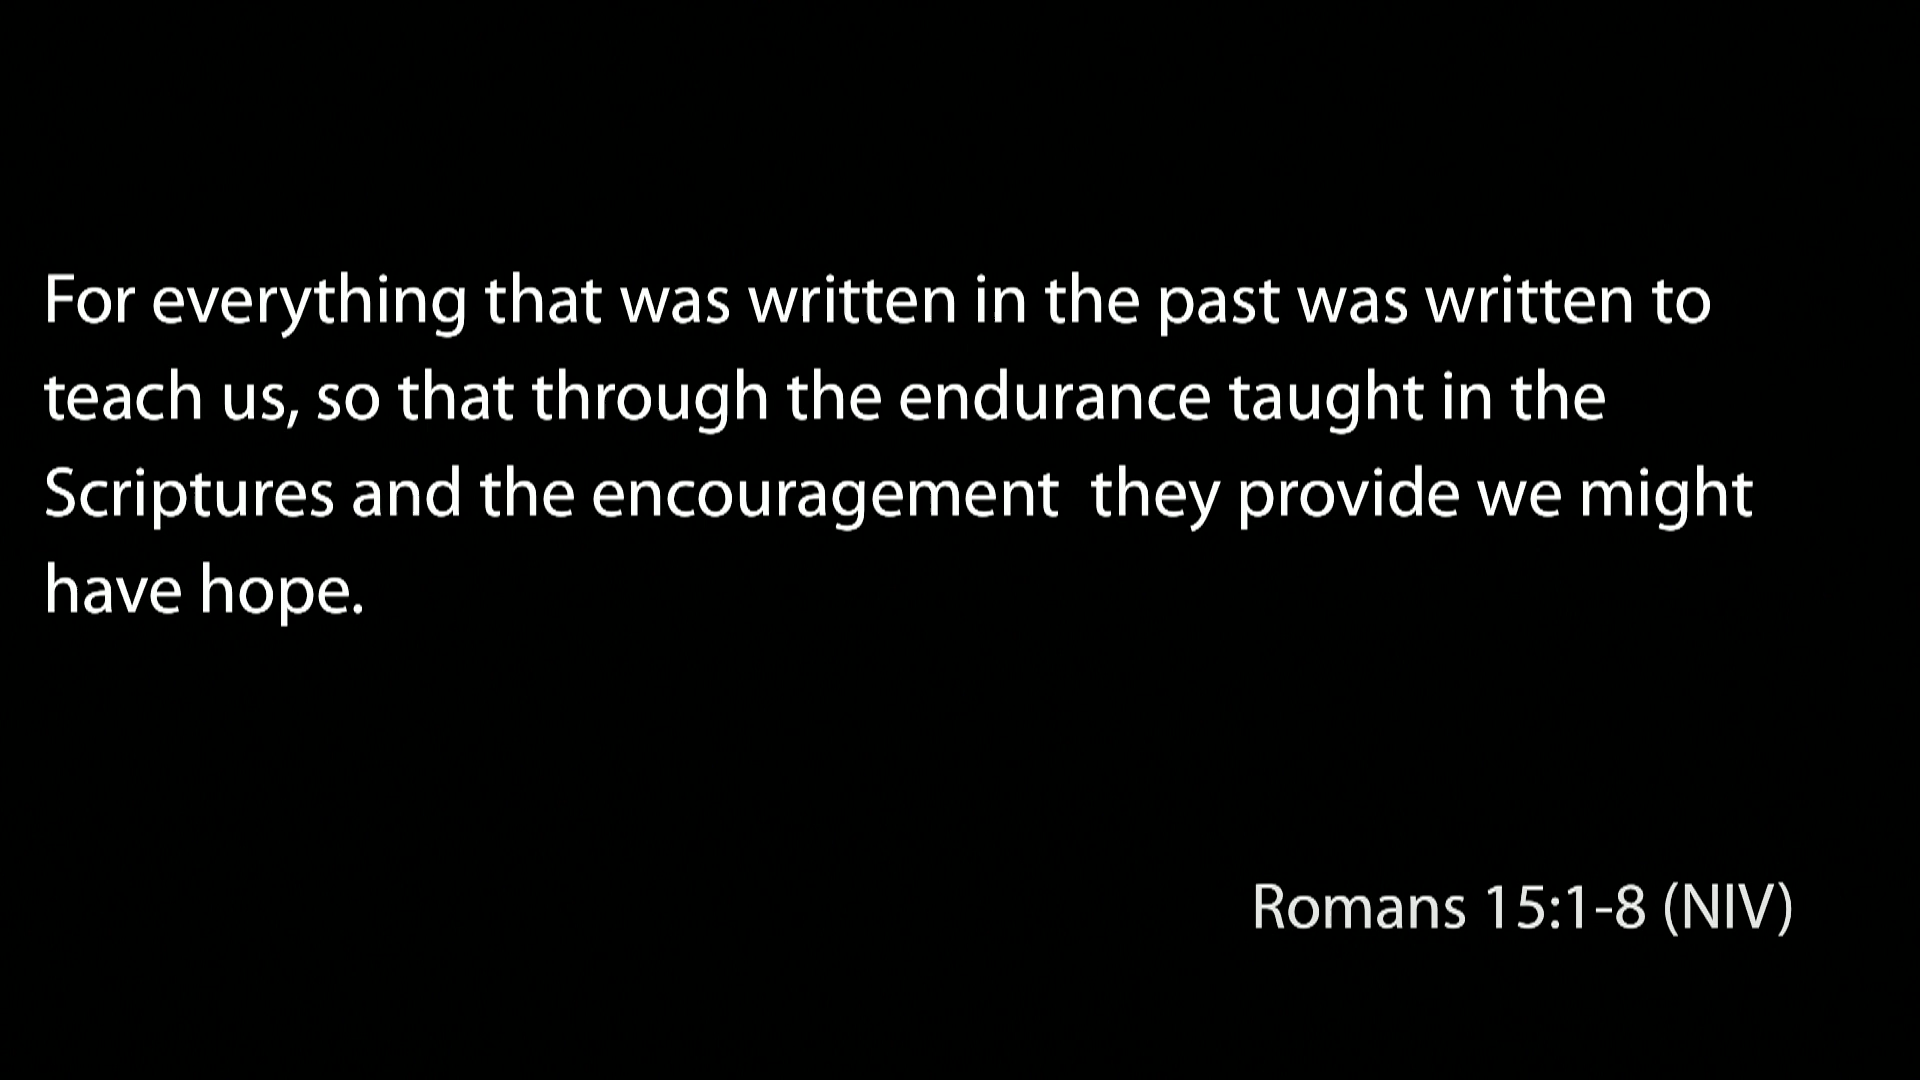 For everything that was written in the past was written to
teach us, so that through the endurance taught in the
Scriptures and the encouragement  they provide we might
have hope.
Romans 15:1-8 (NIV)